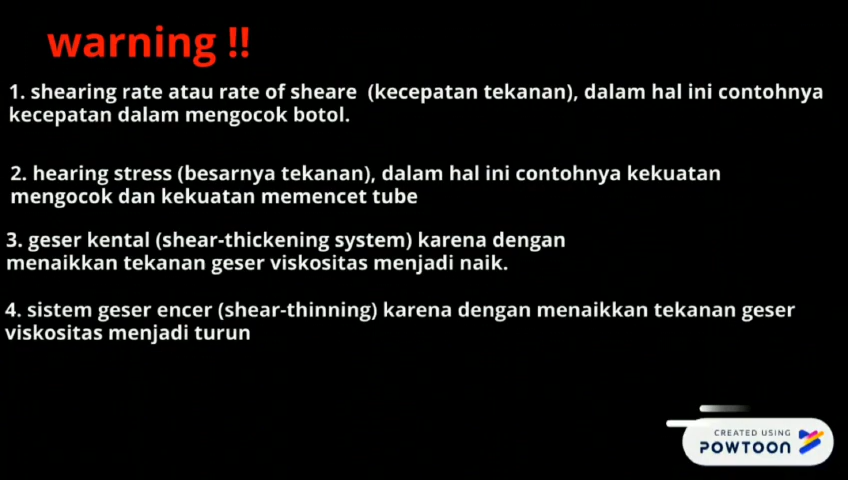 warning !!
1. shearing rate atau rate of sheare (kecepatan tekanan), dalam hal ini contohnya
kecepatan dalam mengocok botol.
2. hearing stress (besarnya tekanan), dalam hal ini contohnya kekuatan
mengocok dan kekuatan memencet tube
3. geser kental (shear-thickening system) karena dengan
menaikkan tekanan geser viskositas menjadi naik.
4. sistem geser encer (shear-thinning) karena dengan menaikkan tekanan geser
viskositas menjadi turun
CREATED USING
POWTOON